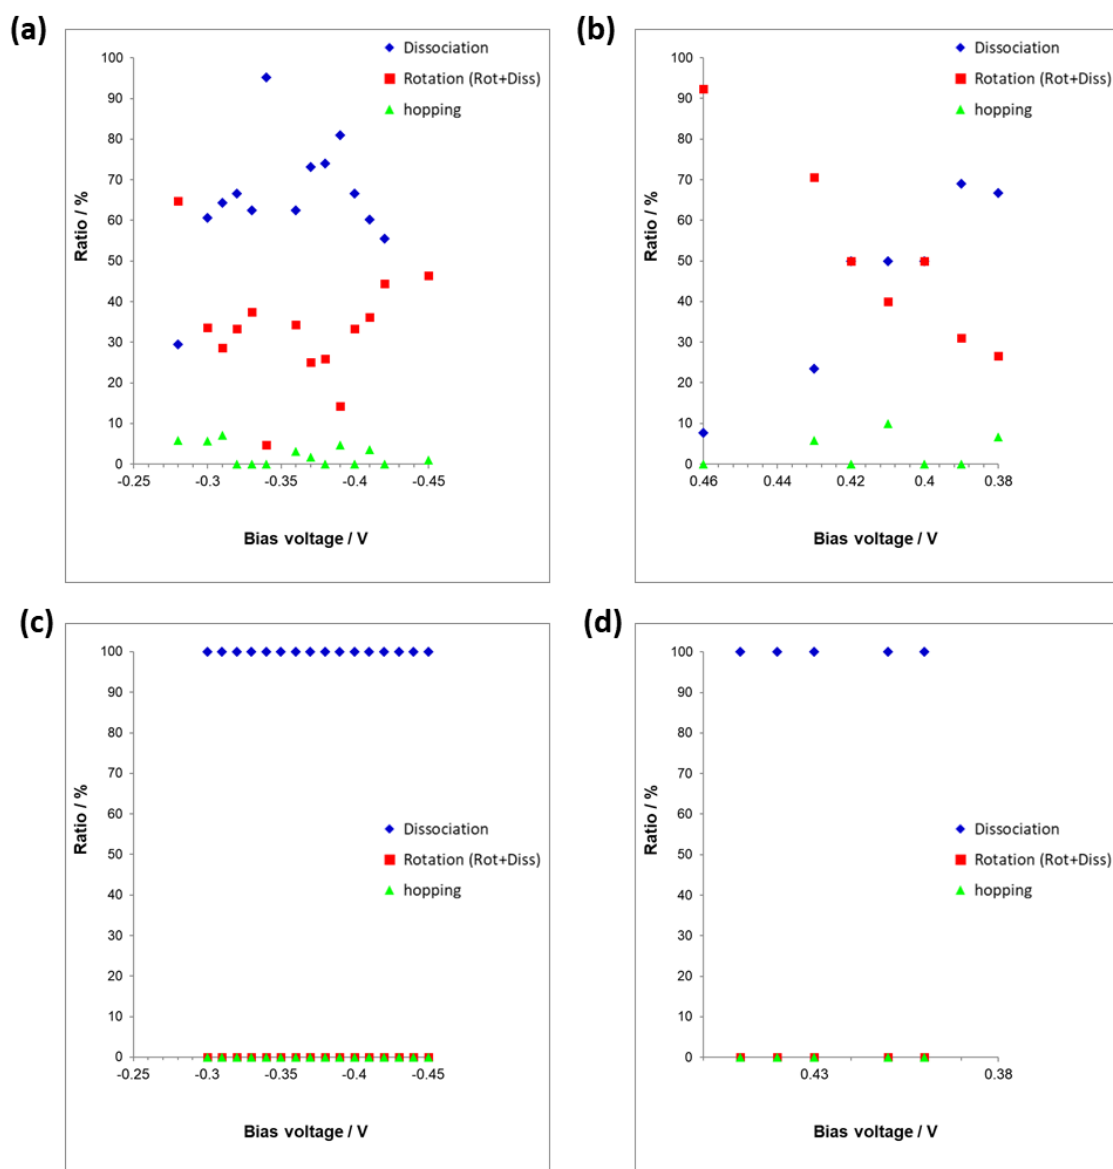 (a)
Dissociation
Rotation (Rot+Diss)
hopping
100
90
80
70
60
50
40
30
20
10
0
Ratio / %
-0.25 -0.3 -0.35 -0.4 -0.45
Bias voltage / V
(b)
Dissociation
Rotation (Rot+Diss)
hopping
100
90
80
70
60
50
40
30
20
10
0
Ratio / %
0.46 0.44 0.42 0.4 0.38
Bias voltage / V
(c)
100
90
80
70
60
50
40
30
20
10
0
Ratio / %
Dissociation
Rotation (Rot+Diss)
hopping
-0.25 -0.3 -0.35 -0.4 -0.45
Bias voltage / V
(d)
100
90
80
70
60
50
40
30
20
10
0
Ratio / %
Dissociation
Rotation (Rot+Diss)
hopping
0.43 0.38
Bias voltage / V